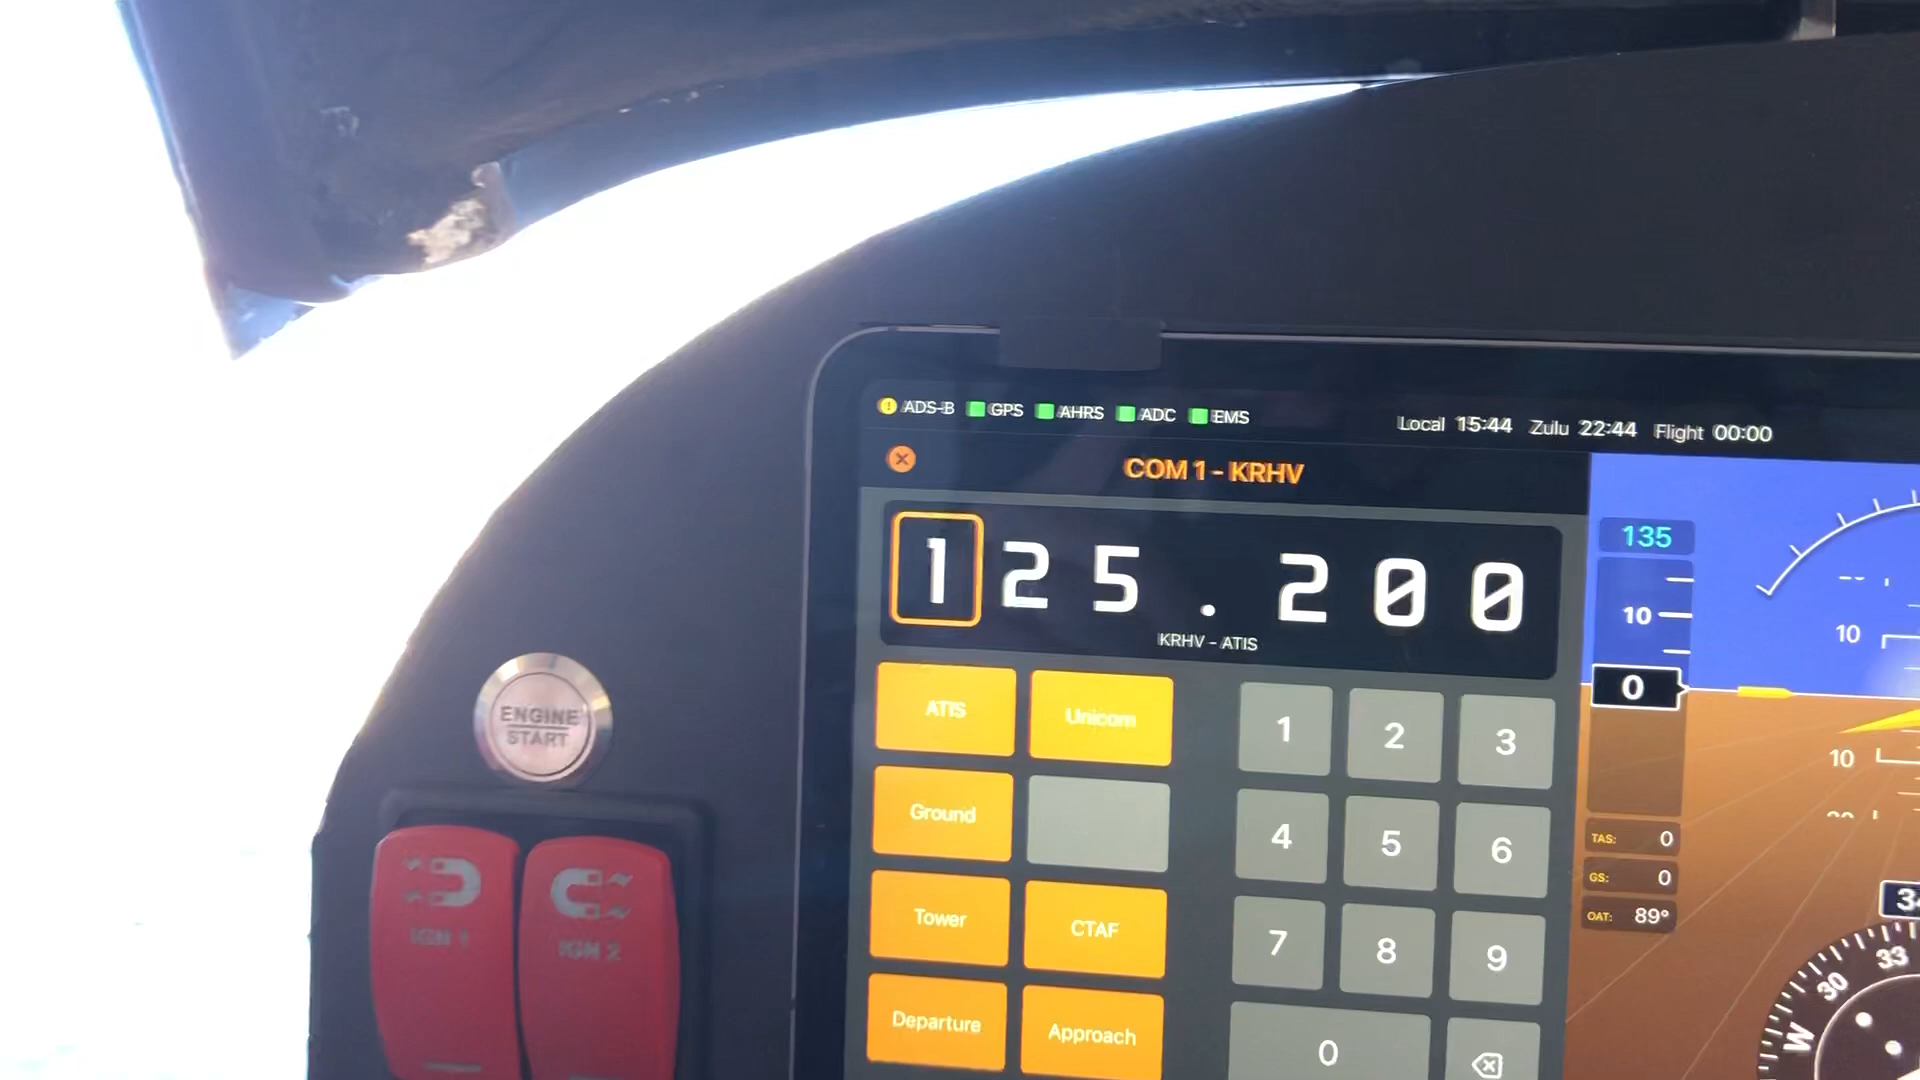 ADS-B GPS AHRS ADC EMS
Local 15:44 Zulu 22:44 Flight 00:00
COM 1 - KRHV
125.200
KRHV - ATIS
ATIS Unicom 1 2 3
Ground 4 5 6
Tower CTAF 7 8 9
Departure Approach 0
135
10
0
10
10
TAS: 0
GS: 0
OAT: 89°
33
30
W
ENGINE
START
IGN 1 IGN 2